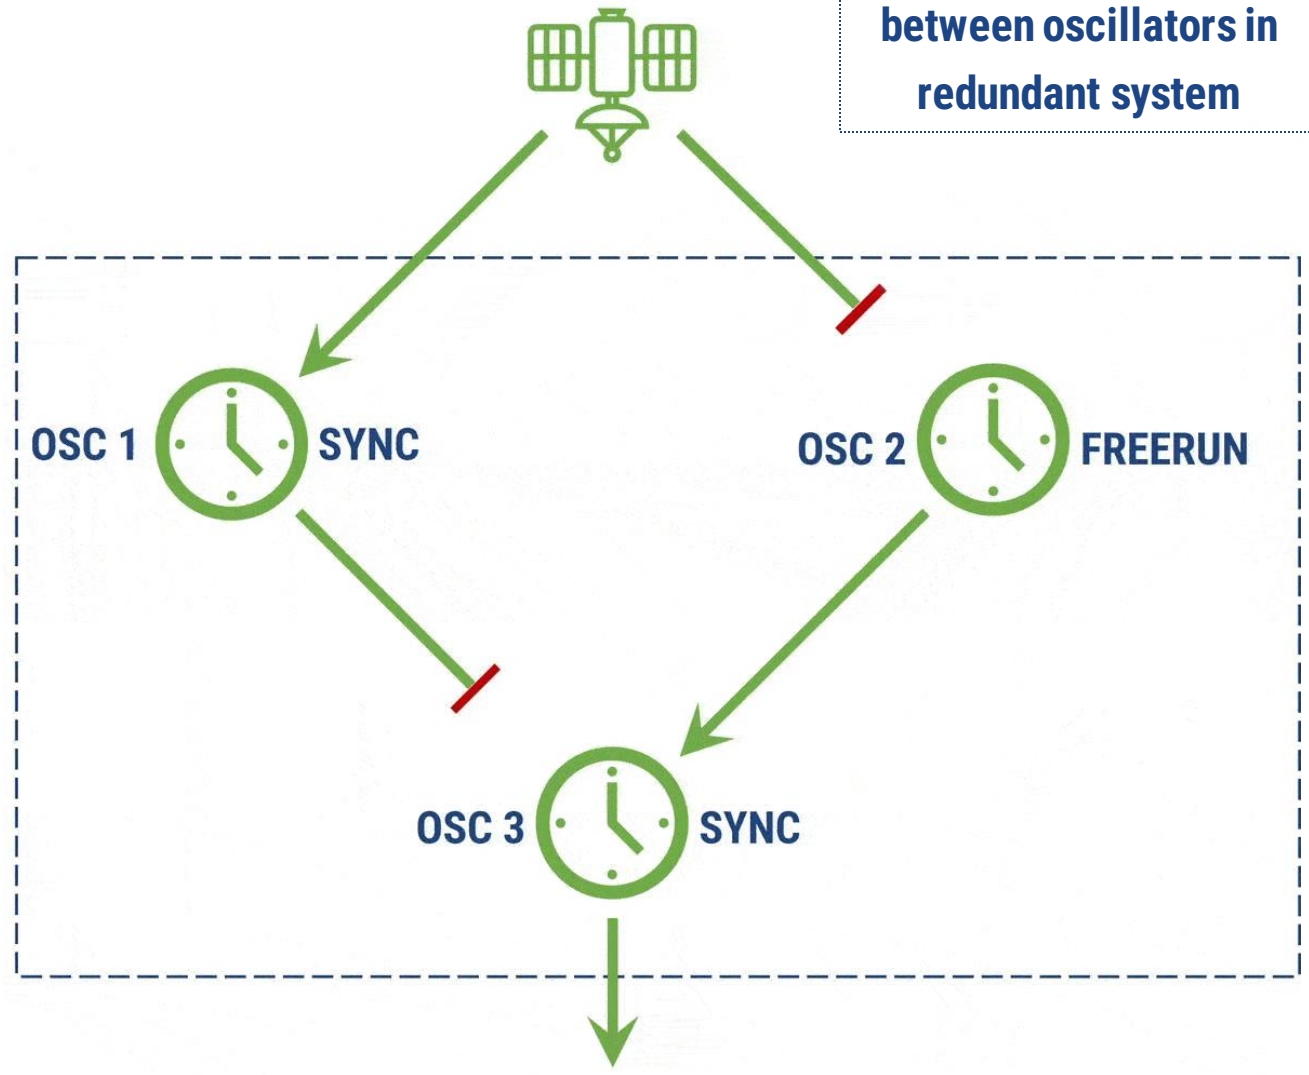 between oscillators in
redundant system
OSC 1
SYNC
OSC 2
FREERUN
OSC 3
SYNC